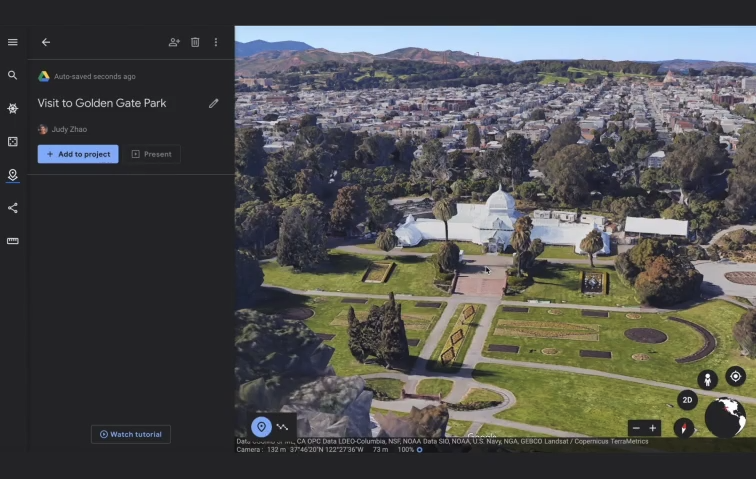 Auto-saved seconds ago
Visit to Golden Gate Park
Judy Zhao
+ Add to project
Present
Watch tutorial
2D
Google
CA OPC Data LDEO-Columbia, NSF, NOAA Data SIO, NOAA, U.S. Navy, NGA, GEBCO Landsat / Copernicus TerraMetrics
Camera : 132 m 37°46'20"N 122°27'36"W 73 m 100%